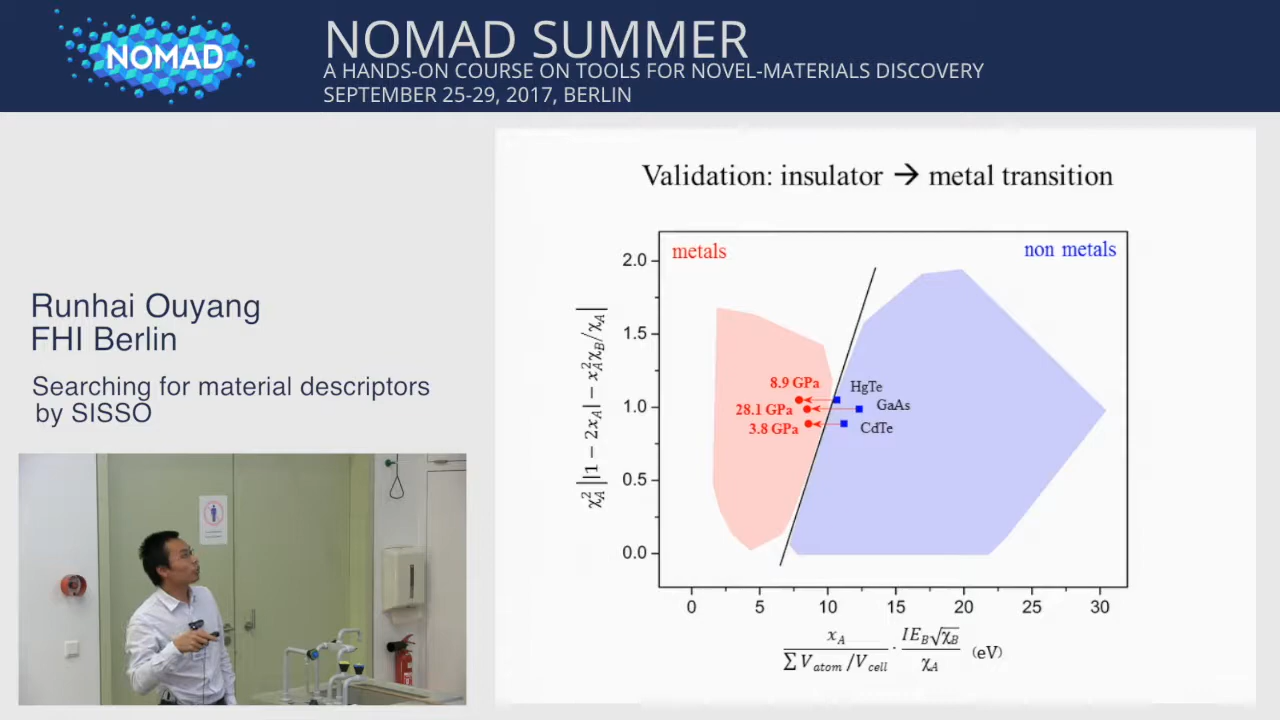 NOMAD
NOMAD SUMMER
A HANDS-ON COURSE ON TOOLS FOR NOVEL-MATERIALS DISCOVERY
SEPTEMBER 25-29, 2017, BERLIN
Runhai Ouyang
FHI Berlin
Searching for material descriptors
by SISSO
Validation: insulator → metal transition
metals
non metals
2.0
1.5
1.0
0.5
0.0
χ_A^2 ||1 − 2x_A| − x_A^2 χ_B/χ_A|
8.9 GPa
HgTe
28.1 GPa
GaAs
3.8 GPa
CdTe
0 5 10 15 20 25 30
x_A / (∑ V_atom / V_cell) · IE_B√χ_B / χ_A (eV)